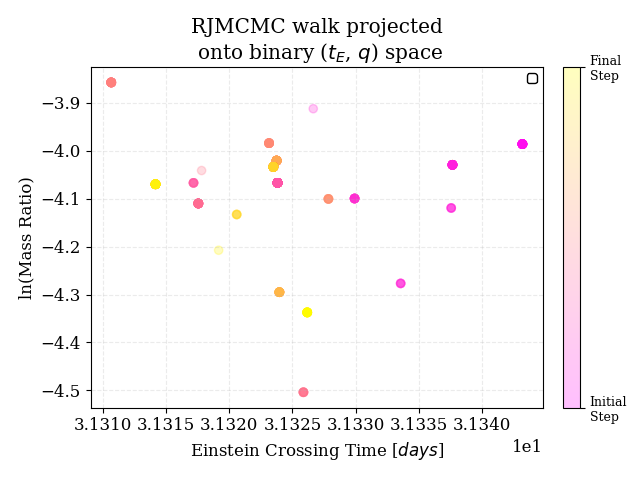 RJMCMC walk projected
onto binary (t_E, q) space
Final
Step
−3.9
−4.0
−4.1
−4.2
−4.3
−4.4
−4.5
ln(Mass Ratio)
Initial
Step
3.1310 3.1315 3.1320 3.1325 3.1330 3.1335 3.1340
1e1
Einstein Crossing Time [days]